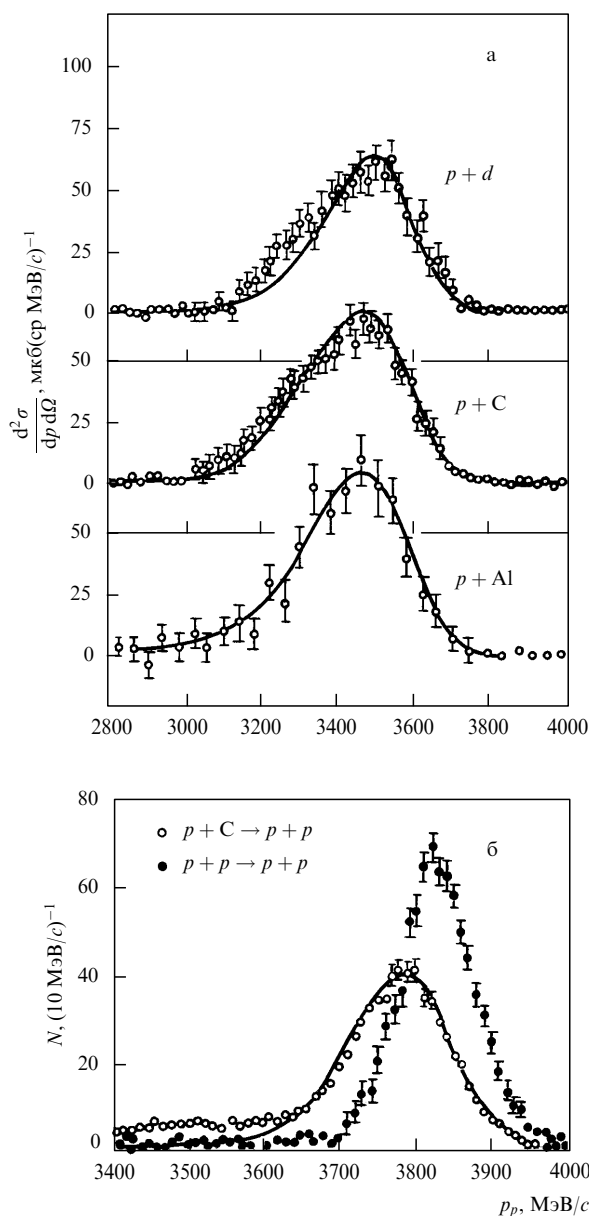 а
100
75
p + d
50
25
0
d²σ/dp dΩ, мкб(ср МэВ/c)⁻¹
50
p + C
25
0
50
p + Al
25
0
2800 3000 3200 3400 3600 3800 4000
80
p + C → p + p
б
p + p → p + p
60
N, (10 МэВ/c)⁻¹
40
20
0
3400 3500 3600 3700 3800 3900 4000
pₚ, МэВ/c